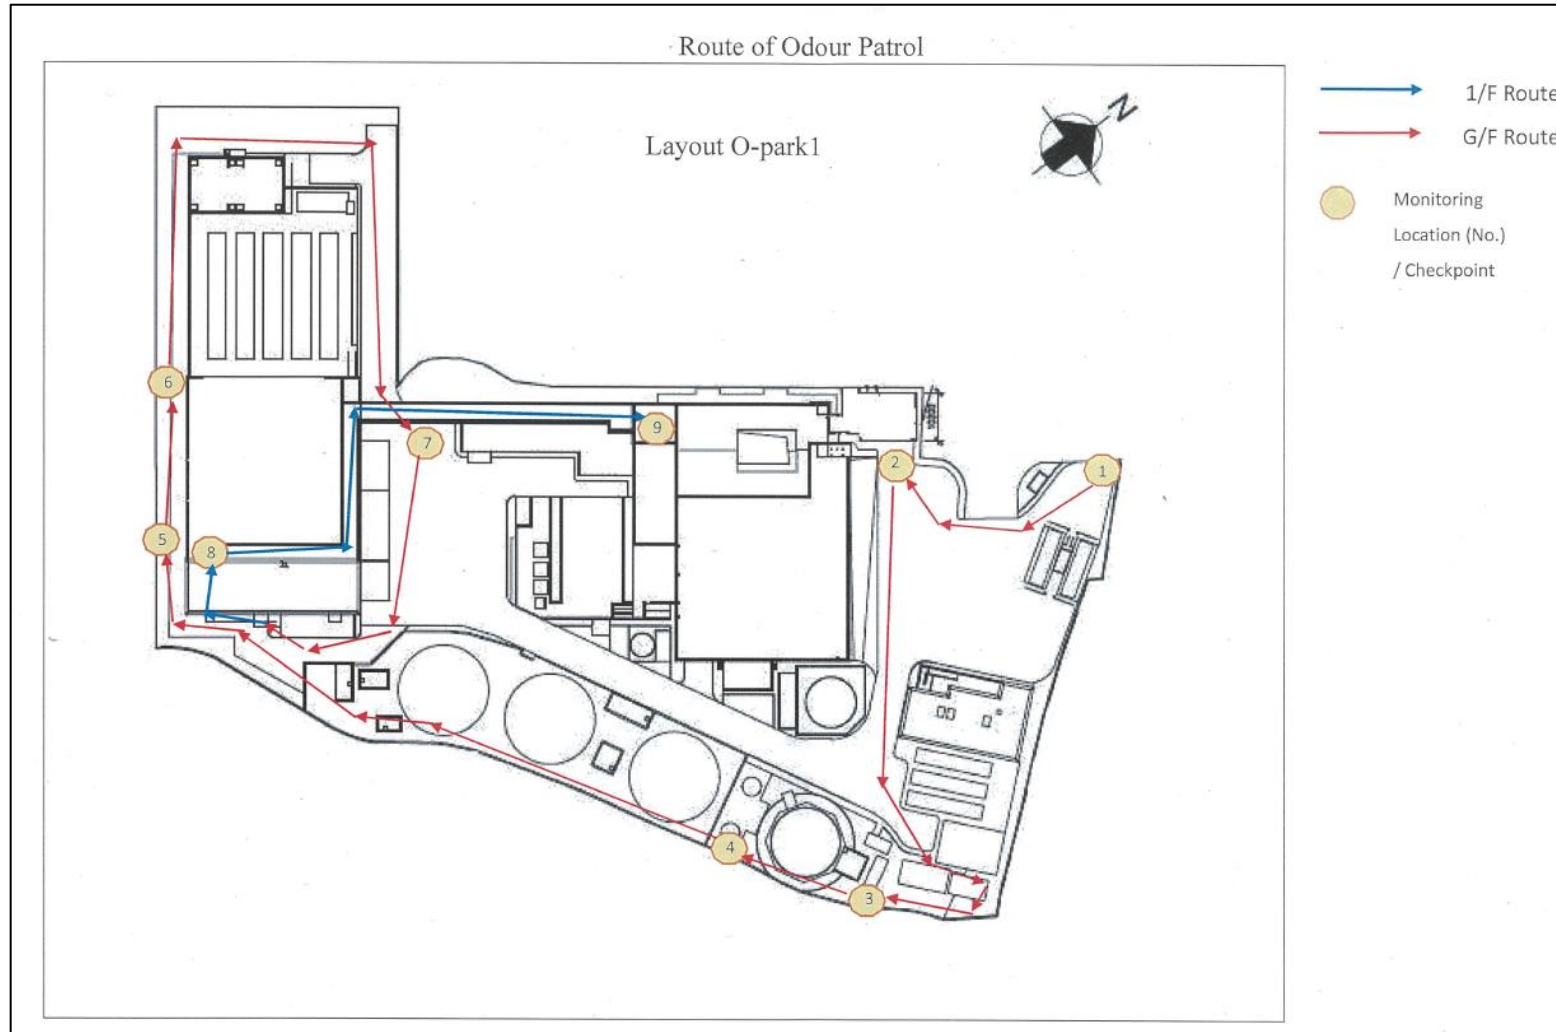 Route of Odour Patrol
1/F Route
G/F Route
N
Layout O-park1
Monitoring
Location (No.)
/ Checkpoint
6
7
9
2
1
5
8
4
3